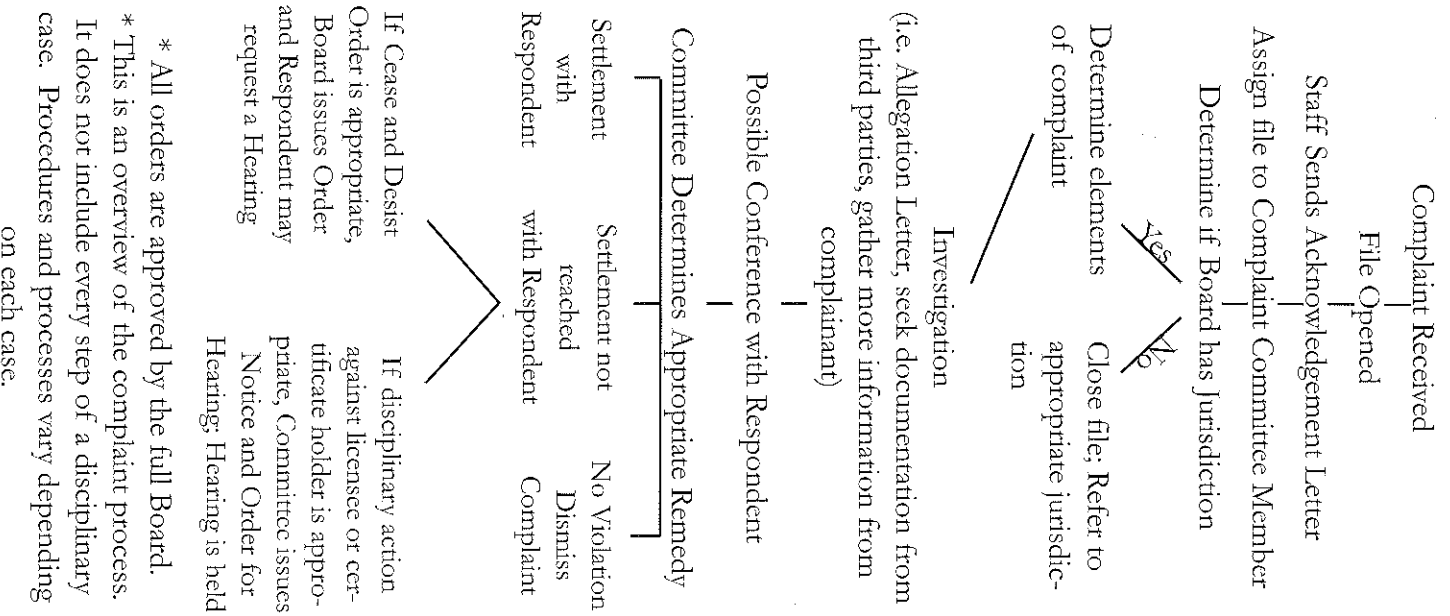 Complaint Received
File Opened
Staff Sends Acknowledgement Letter
Assign file to Complaint Committee Member
Determine if Board has Jurisdiction
Yes
No
Determine elements
of complaint
Close file; Refer to
appropriate jurisdic-
tion
Investigation
(i.e. Allegation Letter, seek documentation from
third parties, gather more information from
complainant)
Possible Conference with Respondent
Committee Determines Appropriate Remedy
Settlement
with
Respondent
Settlement not
reached
with Respondent
No Violation
Dismiss
Complaint
If Cease and Desist
Order is appropriate,
Board issues Order
and Respondent may
request a Hearing
If disciplinary action
against licensee or cer-
tificate holder is appro-
priate, Committee issues
Notice and Order for
Hearing; Hearing is held
* All orders are approved by the full Board.
* This is an overview of the complaint process.
It does not include every step of a disciplinary
case. Procedures and processes vary depending
on each case.